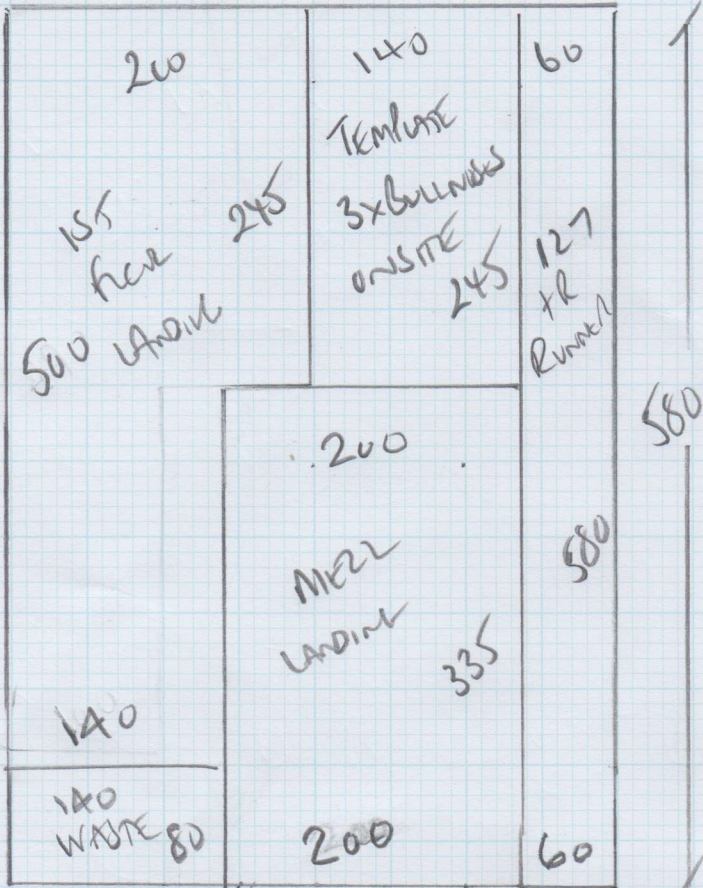 200
1ST
FLOOR
LANDING
245
500
140
TEMPLATE
3xBULLNOSES
ONSITE
245
60
127
RUNNER
580
580
200
MEZZ
LANDING
335
200
60
140
140
WASTE 80